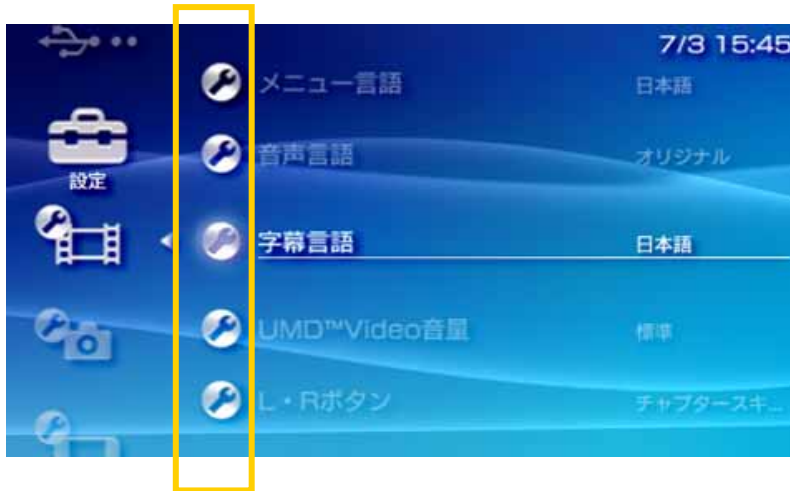 7/3 15:45
メニュー言語 日本語
音声言語 オリジナル
設定
字幕言語 日本語
UMD™Video音量 標準
L・Rボタン チャプタースキ...